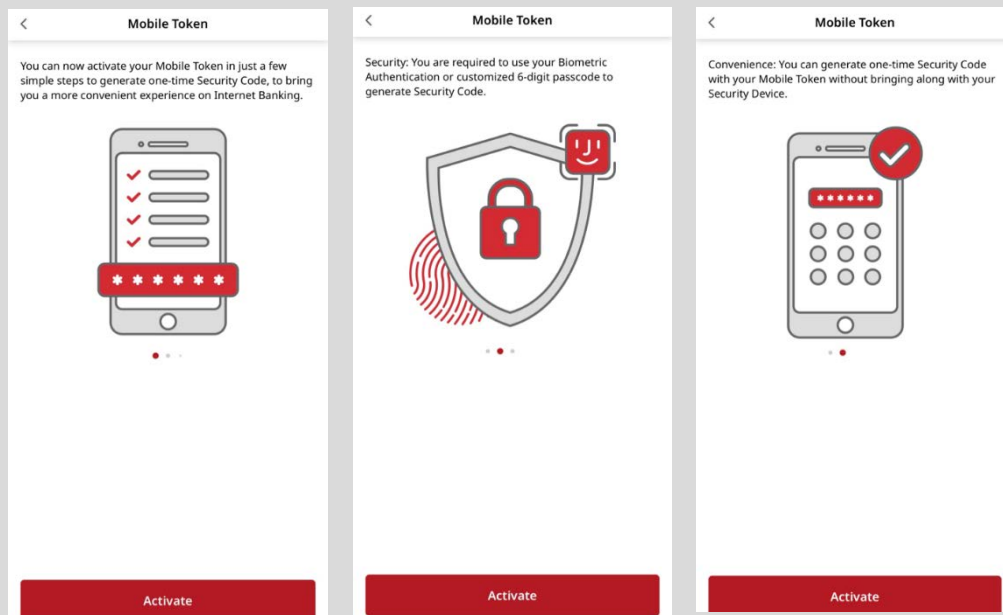 Mobile Token
You can now activate your Mobile Token in just a few
simple steps to generate one-time Security Code, to bring
you a more convenient experience on Internet Banking.
******
Activate
Mobile Token
Security: You are required to use your Biometric
Authentication or customized 6-digit passcode to
generate Security Code.
Activate
Mobile Token
Convenience: You can generate one-time Security Code
with your Mobile Token without bringing along with your
Security Device.
******
Activate